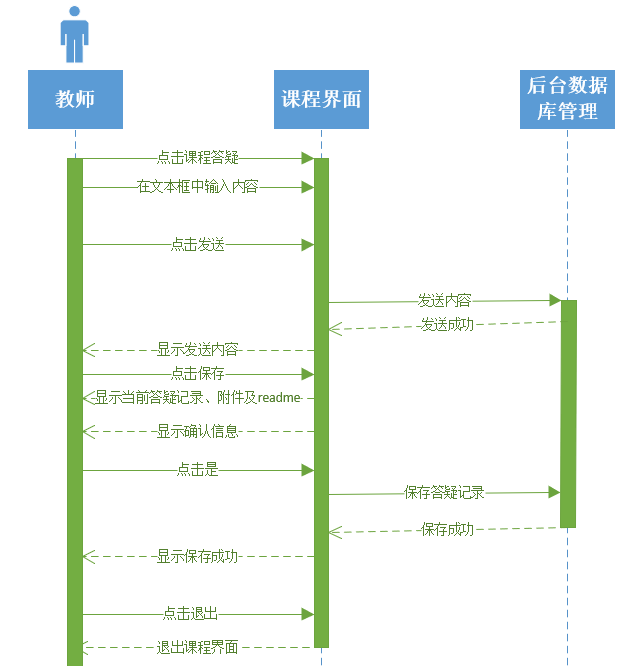 教师
课程界面
后台数据
库管理
点击课程答疑
在文本框中输入内容
点击发送
发送内容
发送成功
显示发送内容
点击保存
显示当前答疑记录、附件及readme
显示确认信息
点击是
保存答疑记录
保存成功
显示保存成功
点击退出
退出课程界面